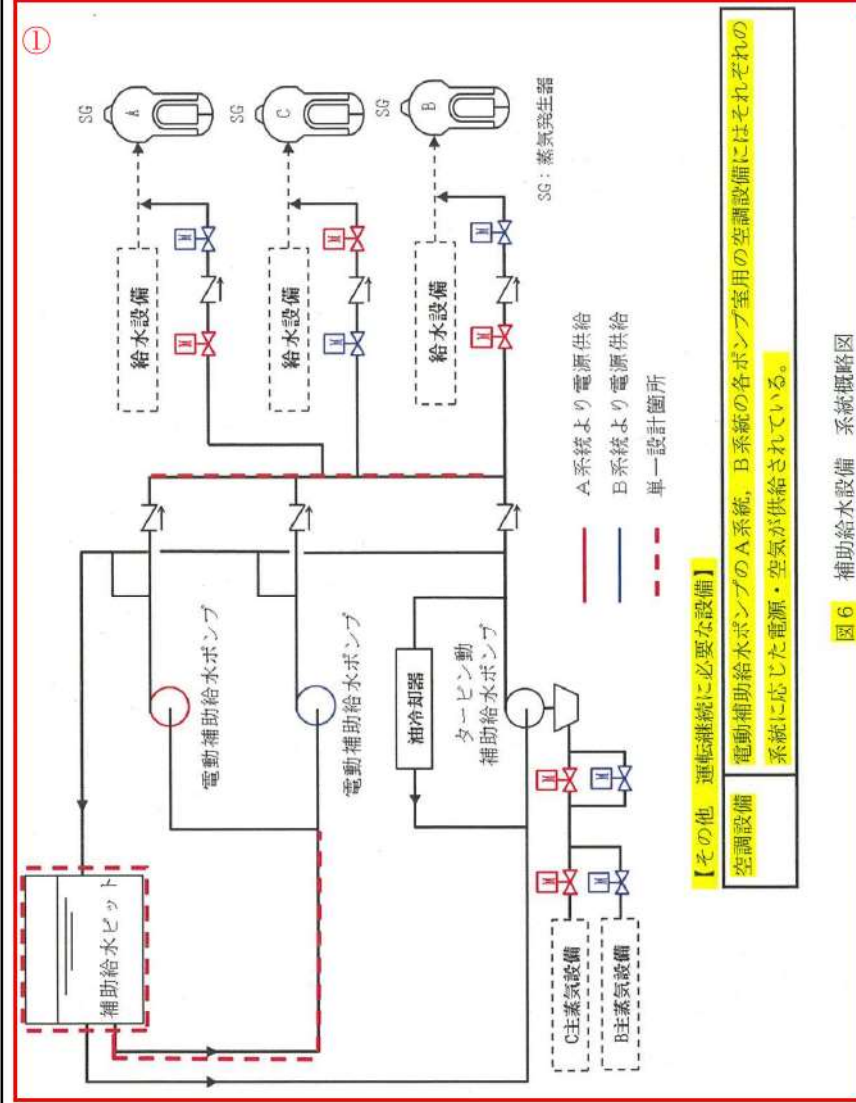 ①
補助給水ピット
電動補助給水ポンプ
電動補助給水ポンプ
油冷却器
タービン動
補助給水ポンプ
C主蒸気設備
B主蒸気設備
M
M
M
M
給水設備
M
M
SG
A
給水設備
M
M
SG
C
給水設備
M
M
SG
B
SG：蒸気発生器
A系統より電源供給
B系統より電源供給
単一設計箇所
【その他　運転継続に必要な設備】
空調設備
電動補助給水ポンプのA系統，B系統の各ポンプ室用の空調設備にはそれぞれの
系統に応じた電源・空気が供給されている。
図6　補助給水設備　系統概略図